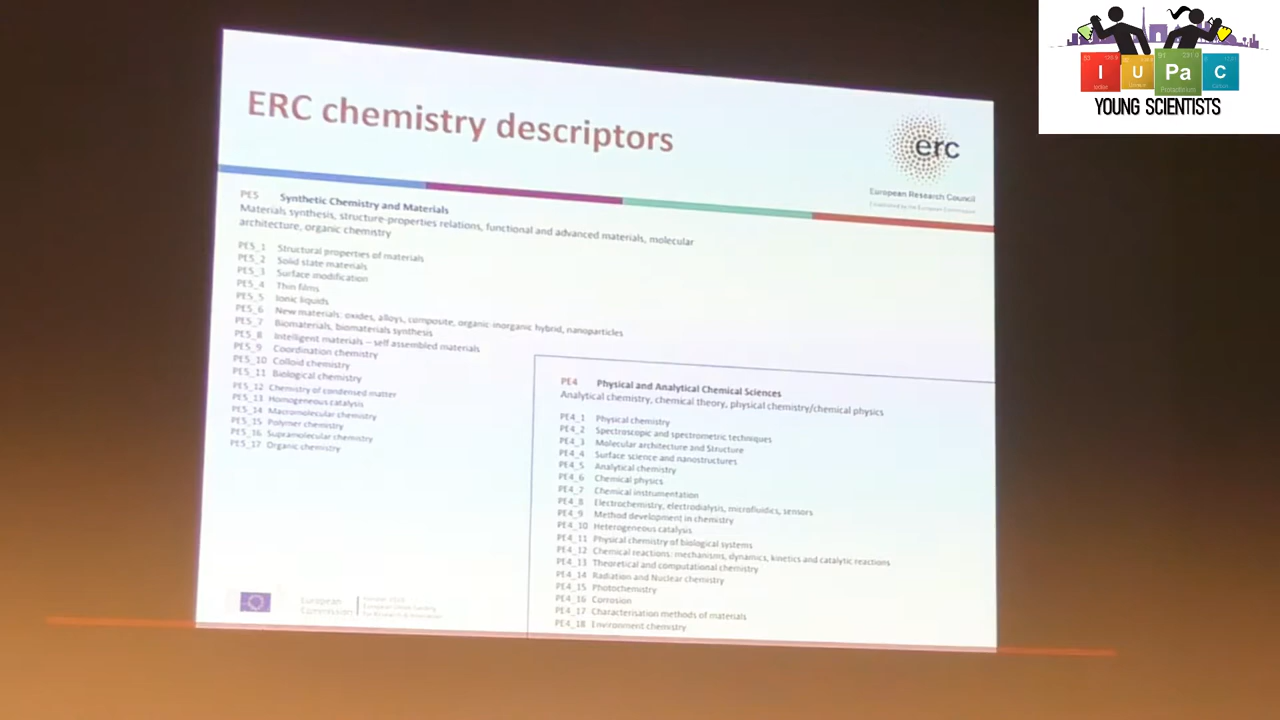 ERC chemistry descriptors
erc
European Research Council
Established by the European Commission
PE5 Synthetic Chemistry and Materials
Materials synthesis, structure-properties relations, functional and advanced materials, molecular
architecture, organic chemistry
PE5_1 Structural properties of materials
PE5_2 Solid state materials
PE5_3 Surface modification
PE5_4 Thin films
PE5_5 Ionic liquids
PE5_6 New materials: oxides, alloys, composite, organic-inorganic hybrid, nanoparticles
PE5_7 Biomaterials, biomaterials synthesis
PE5_8 Intelligent materials – self assembled materials
PE5_9 Coordination chemistry
PE5_10 Colloid chemistry
PE5_11 Biological chemistry
PE5_12 Chemistry of condensed matter
PE5_13 Homogeneous catalysis
PE5_14 Macromolecular chemistry
PE5_15 Polymer chemistry
PE5_16 Supramolecular chemistry
PE5_17 Organic chemistry
PE4 Physical and Analytical Chemical Sciences
Analytical chemistry, chemical theory, physical chemistry/chemical physics
PE4_1 Physical chemistry
PE4_2 Spectroscopic and spectrometric techniques
PE4_3 Molecular architecture and Structure
PE4_4 Surface science and nanostructures
PE4_5 Analytical chemistry
PE4_6 Chemical physics
PE4_7 Chemical instrumentation
PE4_8 Electrochemistry, electrodialysis, microfluidics, sensors
PE4_9 Method development in chemistry
PE4_10 Heterogeneous catalysis
PE4_11 Physical chemistry of biological systems
PE4_12 Chemical reactions: mechanisms, dynamics, kinetics and catalytic reactions
PE4_13 Theoretical and computational chemistry
PE4_14 Radiation and Nuclear chemistry
PE4_15 Photochemistry
PE4_16 Corrosion
PE4_17 Characterisation methods of materials
PE4_18 Environment chemistry
European
Commission
I U Pa C
Protactinium
YOUNG SCIENTISTS